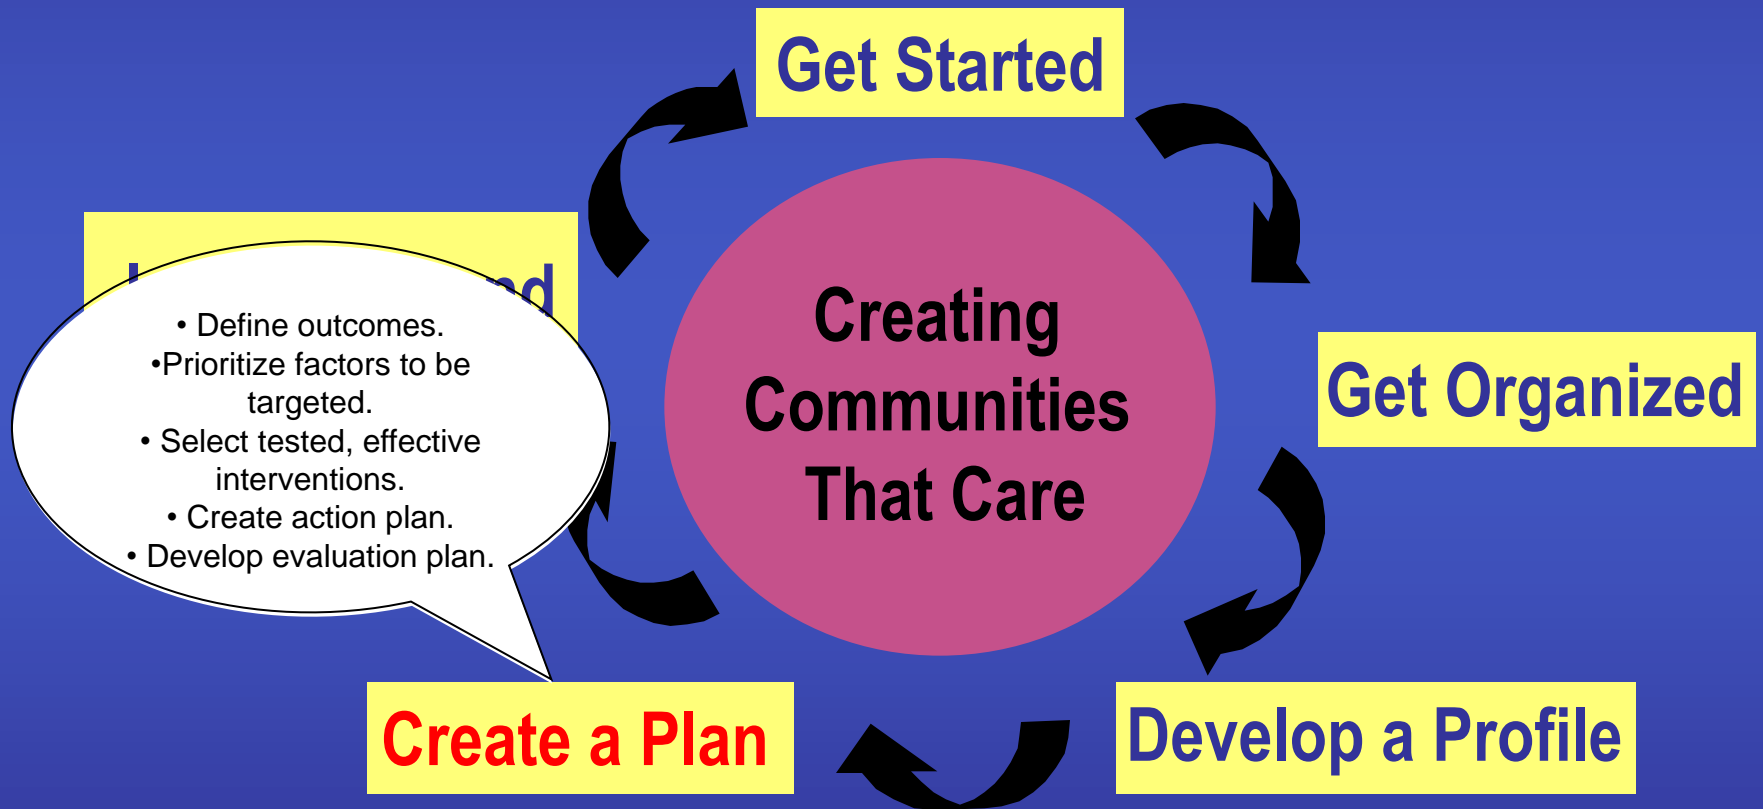 Get Started
Creating
Communities
That Care
Get Organized
Develop a Profile
Create a Plan
• Define outcomes.
•Prioritize factors to be
targeted.
• Select tested, effective
interventions.
• Create action plan.
• Develop evaluation plan.